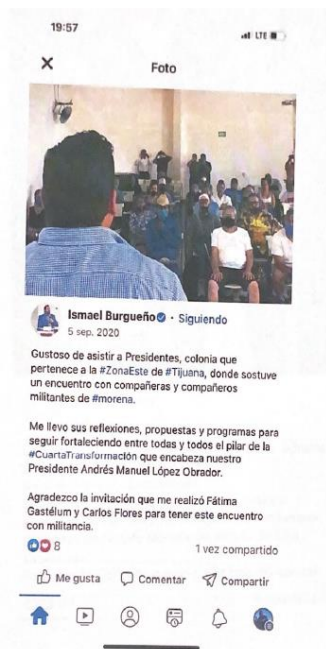 19:57
LTE
Foto
Ismael Burgueño · Siguiendo
5 sep. 2020
Gustoso de asistir a Presidentes, colonia que
pertenece a la #ZonaEste de #Tijuana, donde sostuve
un encuentro con compañeras y compañeros
militantes de #morena.
Me llevo sus reflexiones, propuestas y programas para
seguir fortaleciendo entre todas y todos el pilar de la
#CuartaTransformación que encabeza nuestro
Presidente Andrés Manuel López Obrador.
Agradezco la invitación que me realizó Fátima
Gastélum y Carlos Flores para tener este encuentro
con militancia.
8
1 vez compartido
Me gusta
Comentar
Compartir